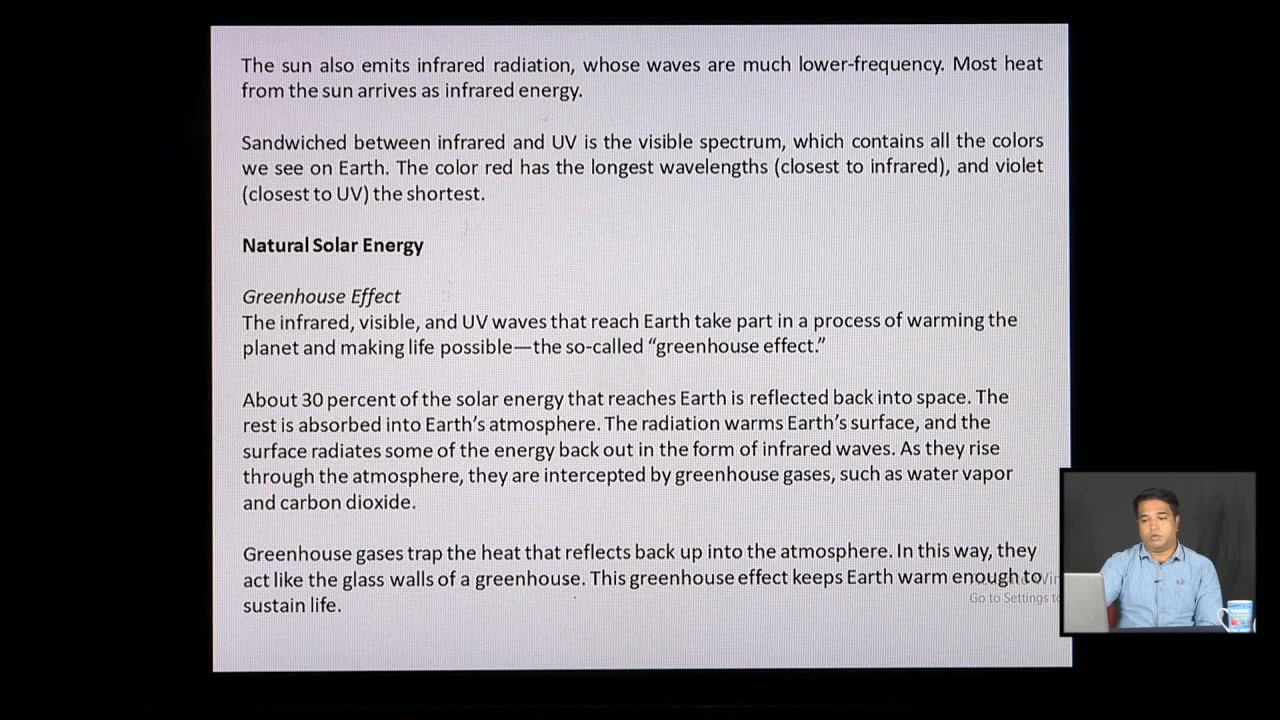 The sun also emits infrared radiation, whose waves are much lower-frequency. Most heat
from the sun arrives as infrared energy.
Sandwiched between infrared and UV is the visible spectrum, which contains all the colors
we see on Earth. The color red has the longest wavelengths (closest to infrared), and violet
(closest to UV) the shortest.
Natural Solar Energy
Greenhouse Effect
The infrared, visible, and UV waves that reach Earth take part in a process of warming the
planet and making life possible—the so-called “greenhouse effect.”
About 30 percent of the solar energy that reaches Earth is reflected back into space. The
rest is absorbed into Earth’s atmosphere. The radiation warms Earth’s surface, and the
surface radiates some of the energy back out in the form of infrared waves. As they rise
through the atmosphere, they are intercepted by greenhouse gases, such as water vapor
and carbon dioxide.
Greenhouse gases trap the heat that reflects back up into the atmosphere. In this way, they
act like the glass walls of a greenhouse. This greenhouse effect keeps Earth warm enough to
sustain life.
Go to Settings